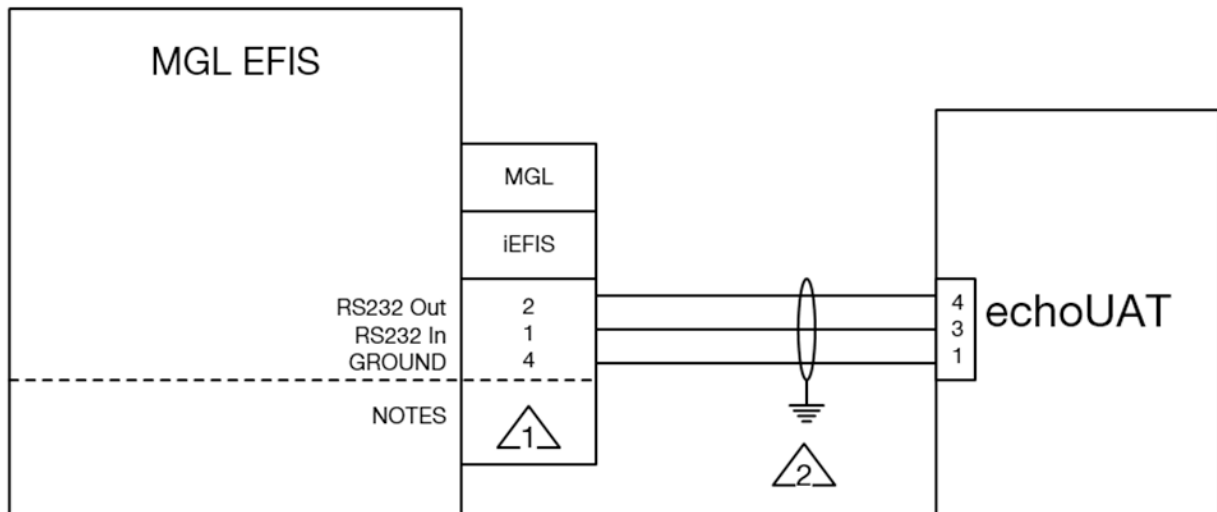 MGL EFIS
MGL
iEFIS
RS232 Out 2 4
RS232 In 1 3
GROUND 4 1
echoUAT
NOTES 1
2